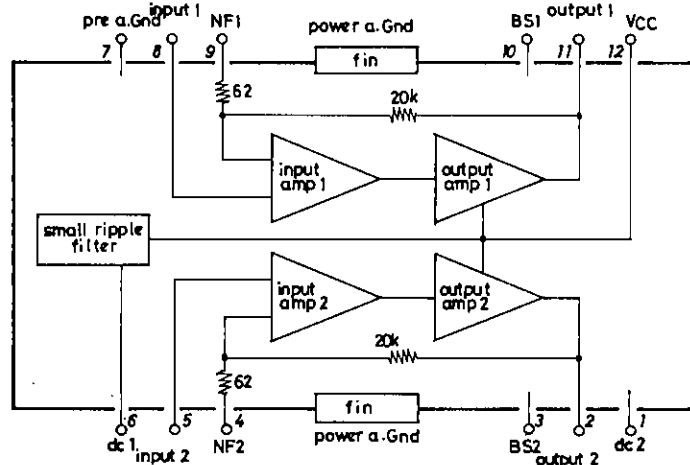 pre a.Gnd input 1 NF1 power a.Gnd BS1 output 1 VCC
7 8 9 fin 10 11 12
62 20k
input amp 1
output amp 1
small ripple filter
input amp 2
output amp 2
20k
62
6 5 4 fin 3 2 1
dc 1 input 2 NF2 power a.Gnd BS2 output 2 dc 2